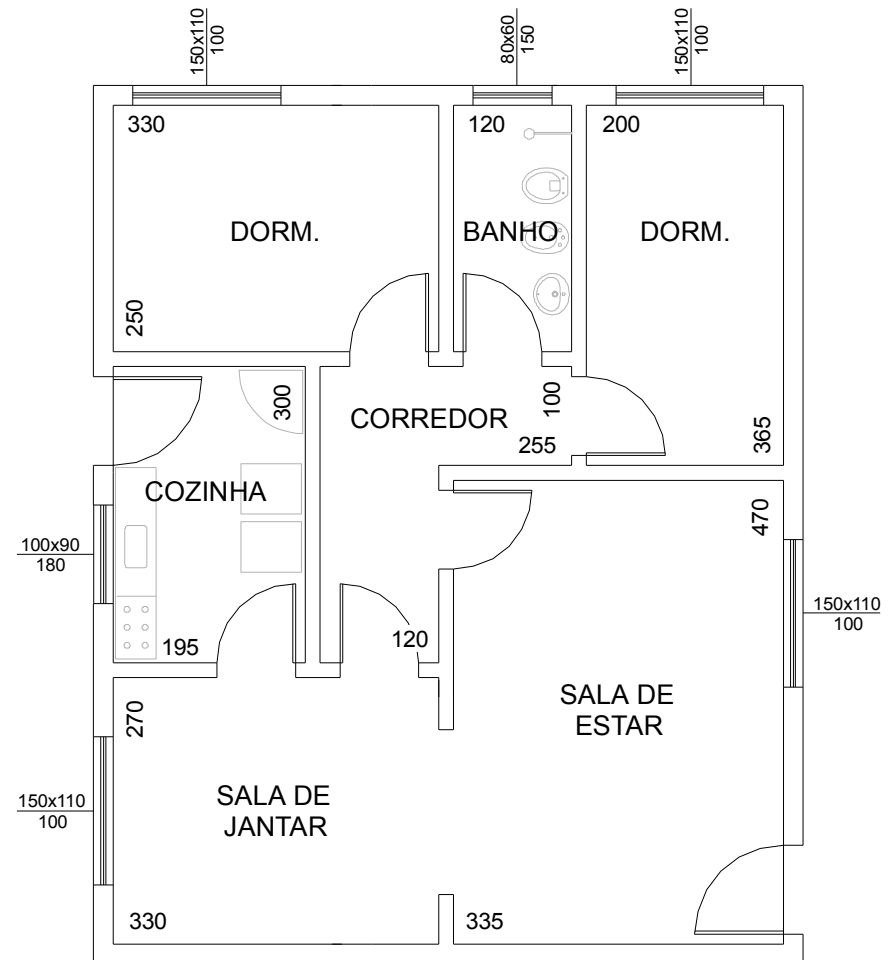 150x110
100
80x60
150
150x110
100
330
120
200
DORM.
BANHO
DORM.
250
300
CORREDOR
100
255
365
COZINHA
470
100x90
180
195
120
150x110
100
270
SALA DE
ESTAR
150x110
100
SALA DE
JANTAR
330
335